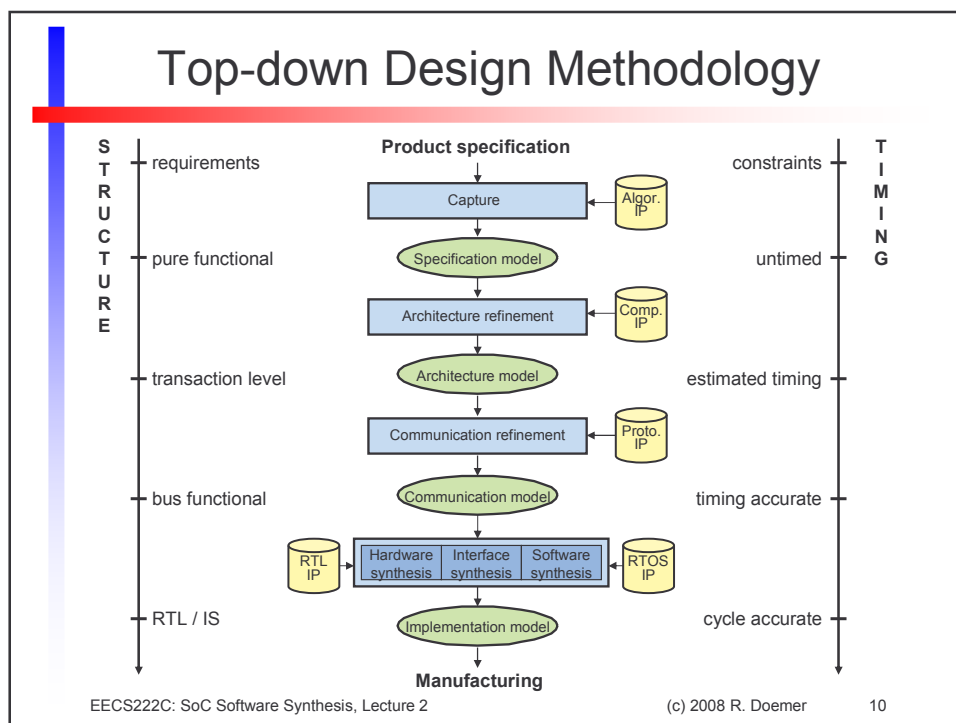 Top-down Design Methodology
STRUCTURE
TIMING
Product specification
requirements
constraints
Capture
Algor.
IP
pure functional
Specification model
untimed
Architecture refinement
Comp.
IP
transaction level
Architecture model
estimated timing
Communication refinement
Proto.
IP
bus functional
Communication model
timing accurate
RTL
IP
Hardware
synthesis
Interface
synthesis
Software
synthesis
RTOS
IP
RTL / IS
Implementation model
cycle accurate
Manufacturing
EECS222C: SoC Software Synthesis, Lecture 2
(c) 2008 R. Doemer
10